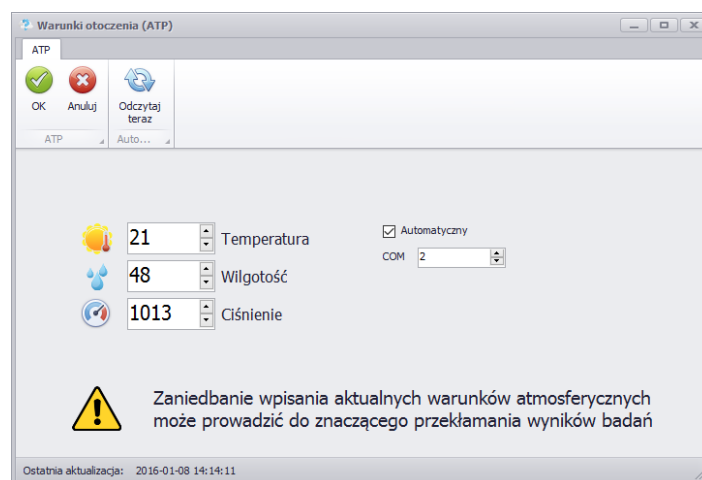 Warunki otoczenia (ATP)
ATP
OK
Anuluj
Odczytaj
teraz
ATP
Auto...
21
Temperatura
48
Wilgotość
1013
Ciśnienie
Automatyczny
COM 2
Zaniedbanie wpisania aktualnych warunków atmosferycznych
może prowadzić do znaczącego przekłamania wyników badań
Ostatnia aktualizacja: 2016-01-08 14:14:11